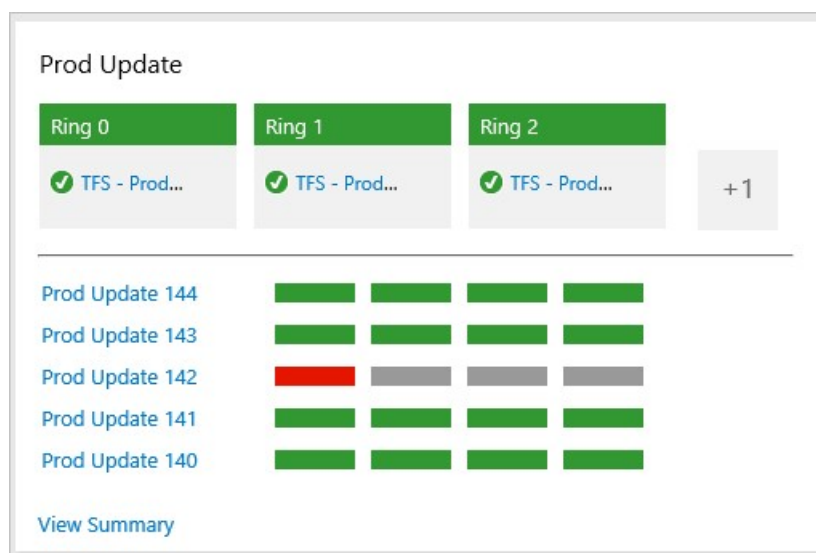 Prod Update
Ring 0
Ring 1
Ring 2
TFS - Prod...
TFS - Prod...
TFS - Prod...
+1
Prod Update 144
Prod Update 143
Prod Update 142
Prod Update 141
Prod Update 140
View Summary